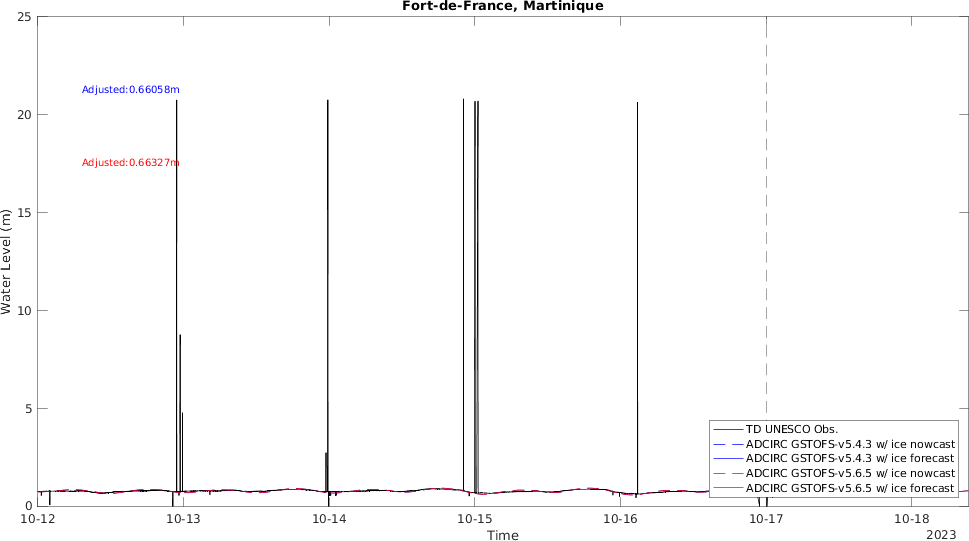 Fort-de-France, Martinique
25
20
15
10
5
0
Water Level (m)
Adjusted:0.66058m
Adjusted:0.66327m
TD UNESCO Obs.
ADCIRC GSTOFS-v5.4.3 w/ ice nowcast
ADCIRC GSTOFS-v5.4.3 w/ ice forecast
ADCIRC GSTOFS-v5.6.5 w/ ice nowcast
ADCIRC GSTOFS-v5.6.5 w/ ice forecast
10-12 10-13 10-14 10-15 10-16 10-17 10-18
Time
2023